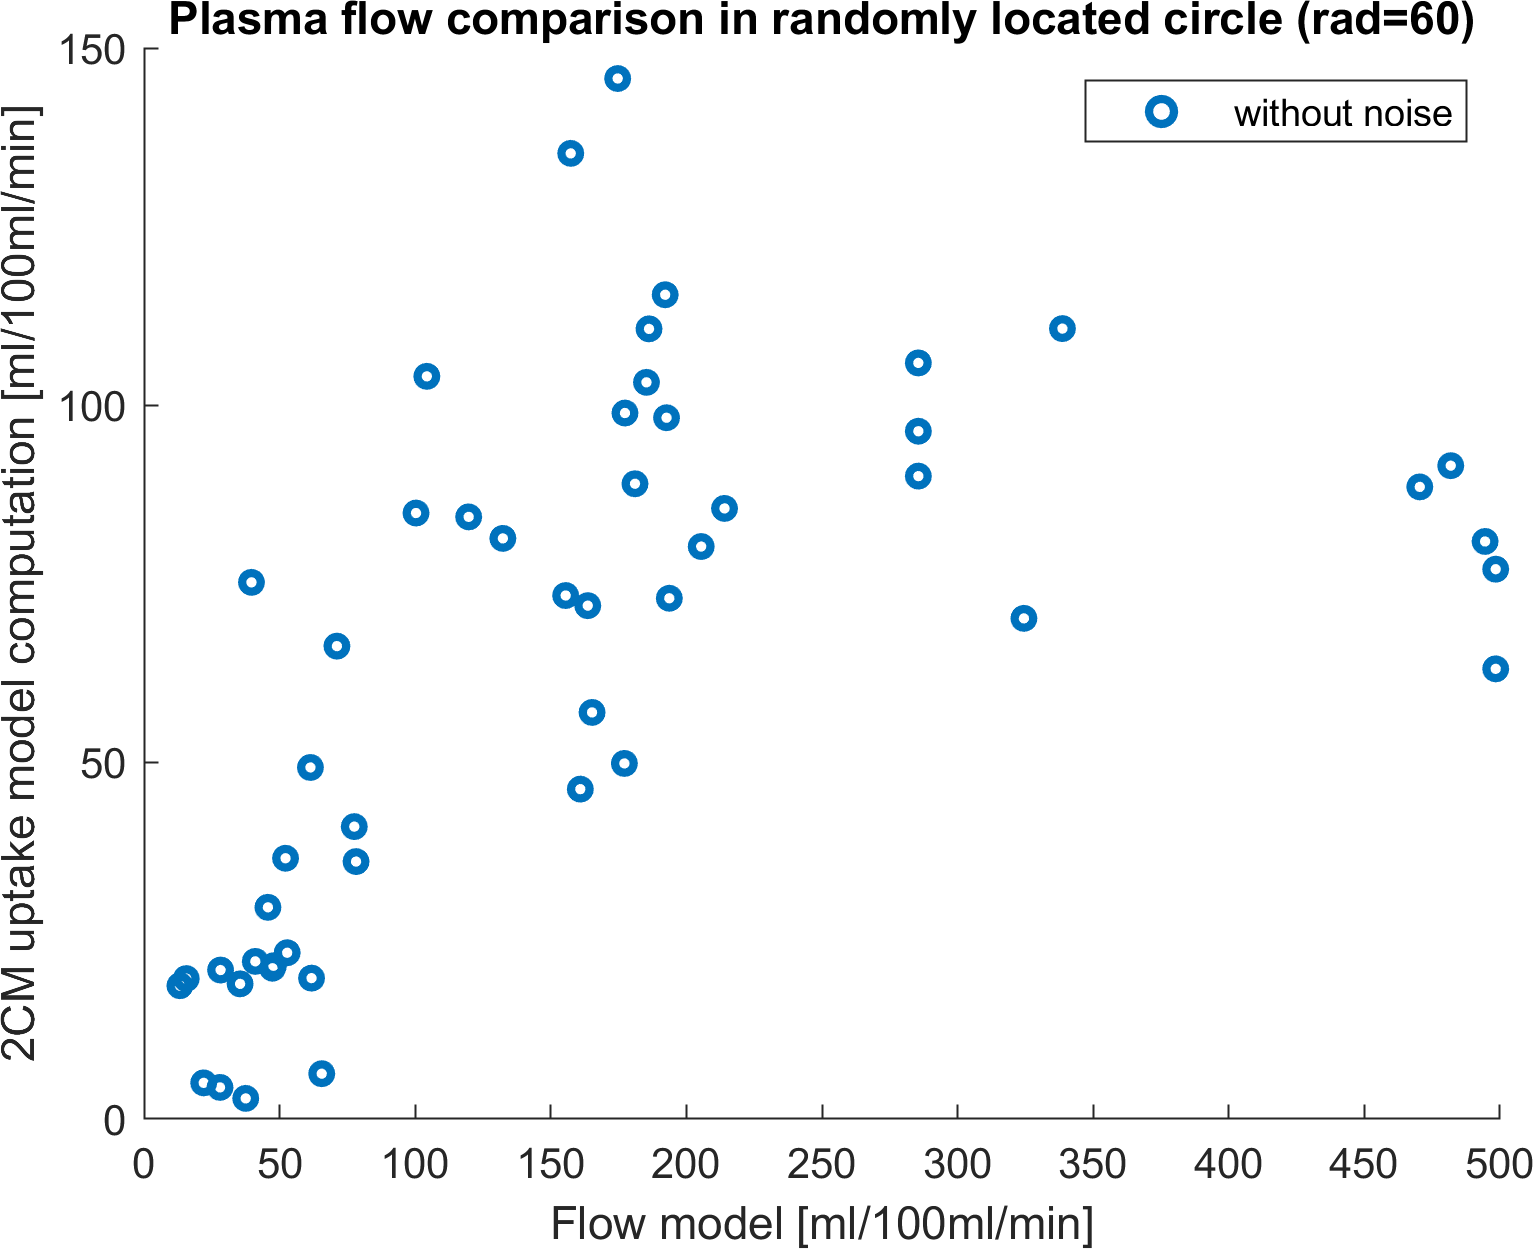 Plasma flow comparison in randomly located circle (rad=60)
without noise
2CM uptake model computation [ml/100ml/min]
150
100
50
0
0 50 100 150 200 250 300 350 400 450 500
Flow model [ml/100ml/min]